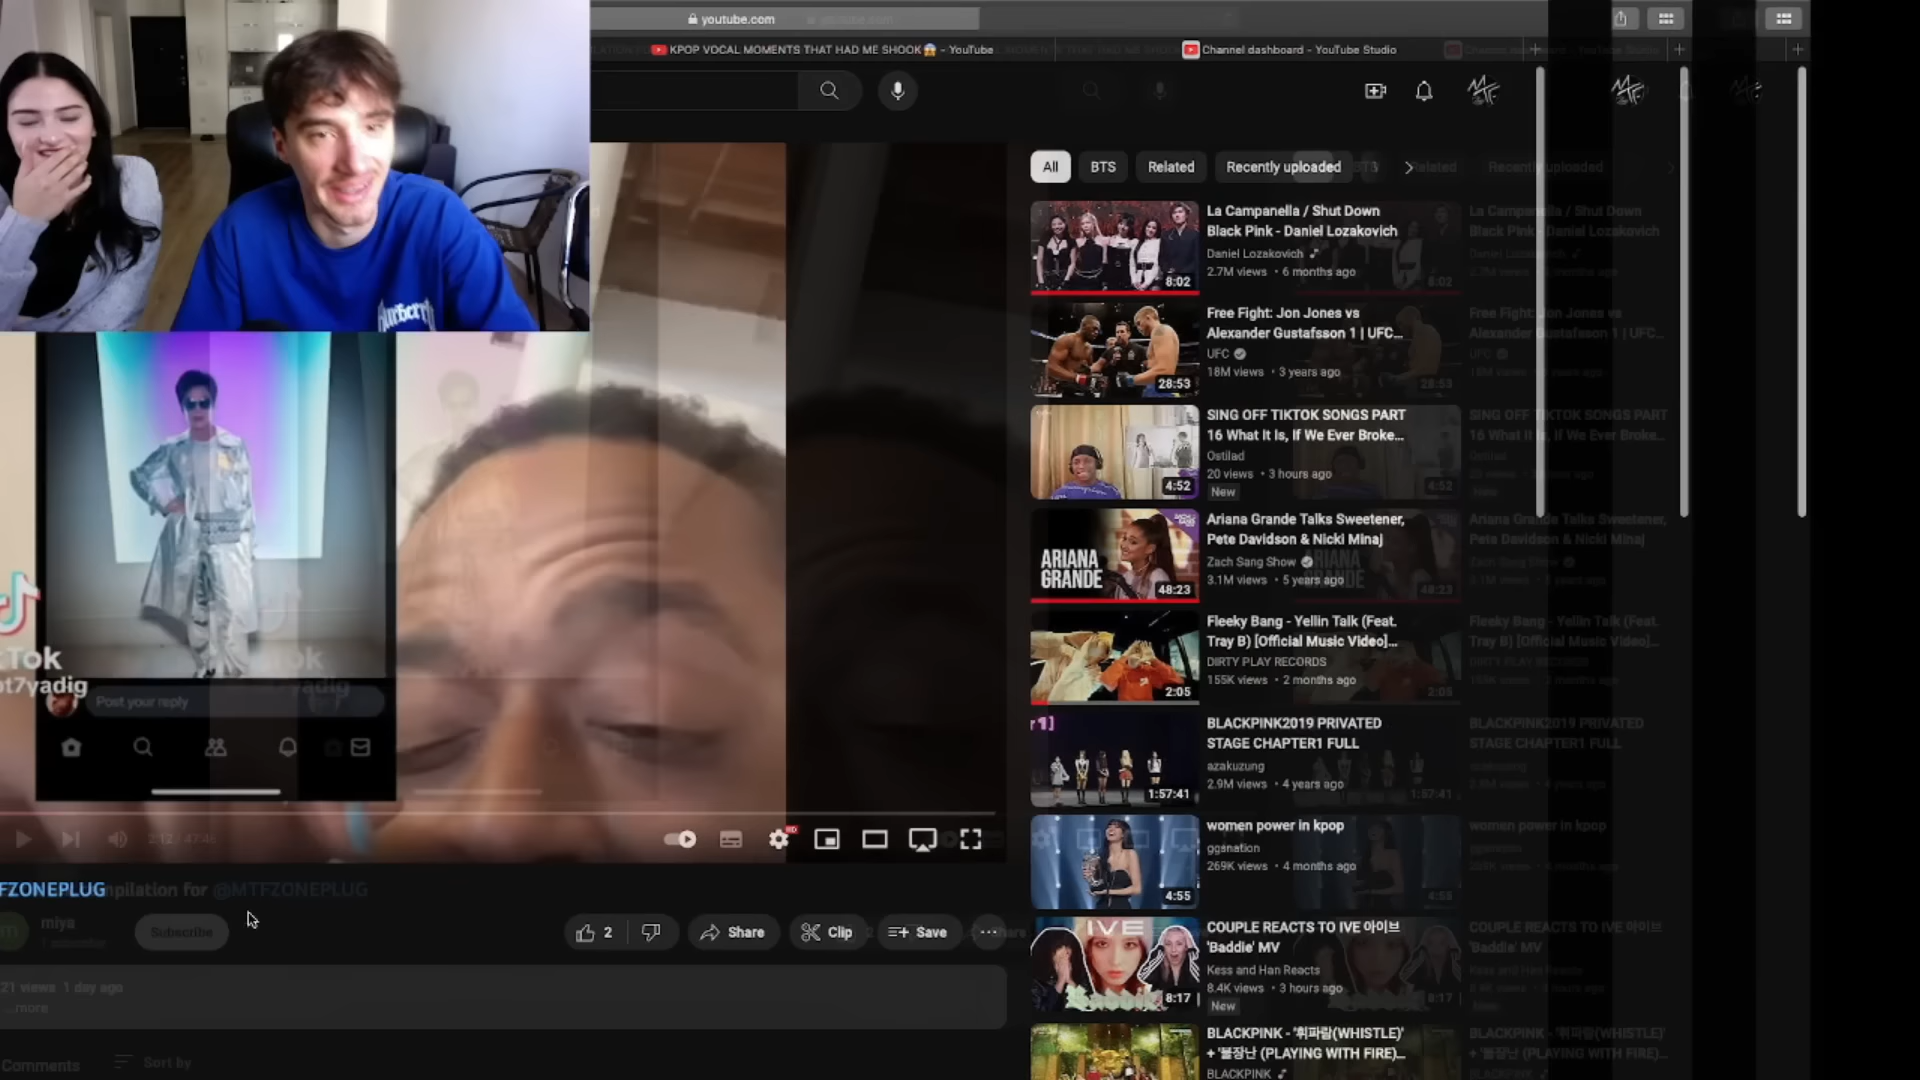 youtube.com
KPOP VOCAL MOMENTS THAT HAD ME SHOOK😱 - YouTube
Channel dashboard - YouTube Studio
All
BTS
Related
Recently uploaded
La Campanella / Shut Down
Black Pink - Daniel Lozakovich
Daniel Lozakovich
2.7M views • 6 months ago
8:02
Free Fight: Jon Jones vs
Alexander Gustafsson 1 | UFC...
UFC
18M views • 3 years ago
28:53
SING OFF TIKTOK SONGS PART
16 What It Is, If We Ever Broke...
Ostilad
20 views • 3 hours ago
New
4:52
ARIANA
GRANDE
Ariana Grande Talks Sweetener,
Pete Davidson & Nicki Minaj
Zach Sang Show
3.1M views • 5 years ago
48:23
Fleeky Bang - Yellin Talk (Feat.
Tray B) [Official Music Video]...
DIRTY PLAY RECORDS
155K views • 2 months ago
2:05
BLACKPINK2019 PRIVATED
STAGE CHAPTER1 FULL
azakuzung
2.9M views • 4 years ago
1:57:41
women power in kpop
ggsnation
269K views • 4 months ago
4:55
IVE
COUPLE REACTS TO IVE 아이브
'Baddie' MV
Kess and Han Reacts
8.4K views • 3 hours ago
New
8:17
BLACKPINK - '휘파람(WHISTLE)'
+ '불장난 (PLAYING WITH FIRE)...
BLACKPINK
Burberry
kTok
ot7yadig
Post your reply
2:12 / 47:46
HD
FZONEPLUG
pilation for @MTFZONEPLUG
miya
Subscribe
2
Share
Clip
Save
21 views 1 day ago
...more
Comments
Sort by